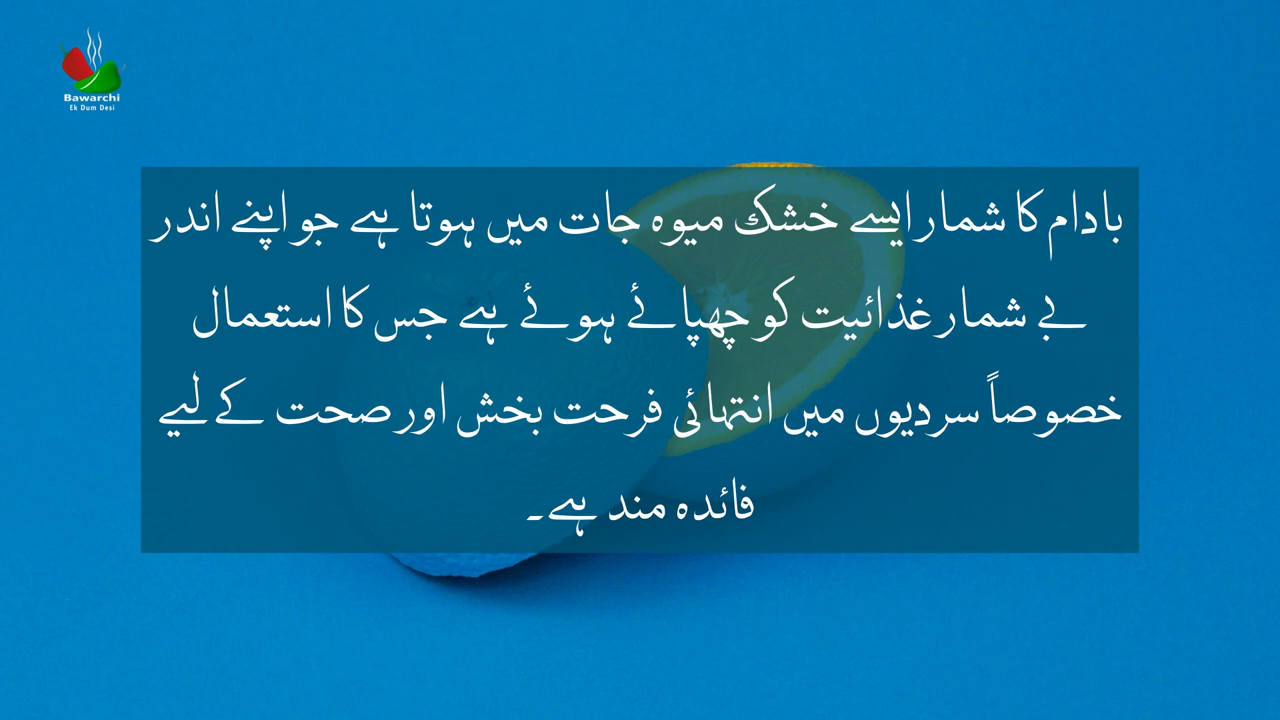 Bawarchi
Ek Dum Desi
بادام کا شمار ایسے خشک میوہ جات میں ہوتا ہے جو اپنے اندر
بے شمار غذائیت کو چھپائے ہوئے ہے جس کا استعمال
خصوصاً سردیوں میں انتہائی فرحت بخش اور صحت کے لیے
فائدہ مند ہے۔